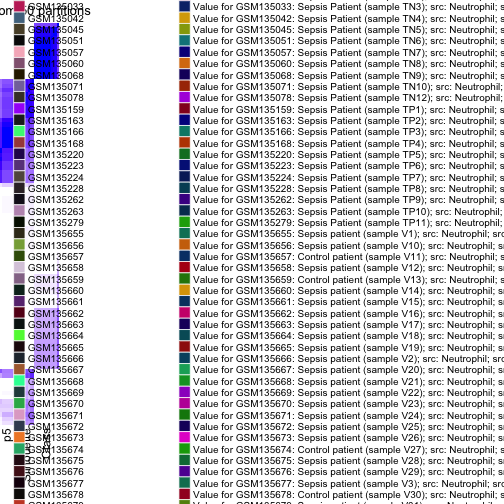 om 50 partitions
GSM135033 Value for GSM135033: Sepsis Patient (sample TN3); src: Neutrophil; s
GSM135042 Value for GSM135042: Sepsis Patient (sample TN4); src: Neutrophil; s
GSM135045 Value for GSM135045: Sepsis Patient (sample TN5); src: Neutrophil; s
GSM135051 Value for GSM135051: Sepsis Patient (sample TN6); src: Neutrophil; s
GSM135057 Value for GSM135057: Sepsis Patient (sample TN7); src: Neutrophil; s
GSM135060 Value for GSM135060: Sepsis Patient (sample TN8); src: Neutrophil; s
GSM135068 Value for GSM135068: Sepsis Patient (sample TN9); src: Neutrophil; s
GSM135071 Value for GSM135071: Sepsis Patient (sample TN10); src: Neutrophil;
GSM135078 Value for GSM135078: Sepsis Patient (sample TN12); src: Neutrophil;
GSM135159 Value for GSM135159: Sepsis Patient (sample TP1); src: Neutrophil; s
GSM135163 Value for GSM135163: Sepsis Patient (sample TP2); src: Neutrophil; s
GSM135166 Value for GSM135166: Sepsis Patient (sample TP3); src: Neutrophil; s
GSM135168 Value for GSM135168: Sepsis Patient (sample TP4); src: Neutrophil; s
GSM135220 Value for GSM135220: Sepsis Patient (sample TP5); src: Neutrophil; s
GSM135223 Value for GSM135223: Sepsis Patient (sample TP6); src: Neutrophil; s
GSM135224 Value for GSM135224: Sepsis Patient (sample TP7); src: Neutrophil; s
GSM135228 Value for GSM135228: Sepsis Patient (sample TP8); src: Neutrophil; s
GSM135262 Value for GSM135262: Sepsis Patient (sample TP9); src: Neutrophil; s
GSM135263 Value for GSM135263: Sepsis Patient (sample TP10); src: Neutrophil;
GSM135279 Value for GSM135279: Sepsis Patient (sample TP11); src: Neutrophil;
GSM135655 Value for GSM135655: Sepsis patient (sample V1); src: Neutrophil; src
GSM135656 Value for GSM135656: Sepsis patient (sample V10); src: Neutrophil; s
GSM135657 Value for GSM135657: Control patient (sample V11); src: Neutrophil; s
GSM135658 Value for GSM135658: Sepsis patient (sample V12); src: Neutrophil; s
GSM135659 Value for GSM135659: Control patient (sample V13); src: Neutrophil; s
GSM135660 Value for GSM135660: Sepsis patient (sample V14); src: Neutrophil; s
GSM135661 Value for GSM135661: Sepsis patient (sample V15); src: Neutrophil; s
GSM135662 Value for GSM135662: Sepsis patient (sample V16); src: Neutrophil; s
GSM135663 Value for GSM135663: Sepsis patient (sample V17); src: Neutrophil; s
GSM135664 Value for GSM135664: Sepsis patient (sample V18); src: Neutrophil; s
GSM135665 Value for GSM135665: Sepsis patient (sample V19); src: Neutrophil; s
GSM135666 Value for GSM135666: Sepsis patient (sample V2); src: Neutrophil; src
GSM135667 Value for GSM135667: Sepsis patient (sample V20); src: Neutrophil; s
GSM135668 Value for GSM135668: Sepsis patient (sample V21); src: Neutrophil; s
GSM135669 Value for GSM135669: Sepsis patient (sample V22); src: Neutrophil; s
GSM135670 Value for GSM135670: Sepsis patient (sample V23); src: Neutrophil; s
GSM135671 Value for GSM135671: Sepsis patient (sample V24); src: Neutrophil; s
GSM135672 Value for GSM135672: Sepsis patient (sample V25); src: Neutrophil; s
GSM135673 Value for GSM135673: Sepsis patient (sample V26); src: Neutrophil; s
GSM135674 Value for GSM135674: Control patient (sample V27); src: Neutrophil; s
GSM135675 Value for GSM135675: Sepsis patient (sample V28); src: Neutrophil; s
GSM135676 Value for GSM135676: Sepsis patient (sample V29); src: Neutrophil; s
GSM135677 Value for GSM135677: Sepsis patient (sample V3); src: Neutrophil; src
GSM135678 Value for GSM135678: Control patient (sample V30); src: Neutrophil; s
p5